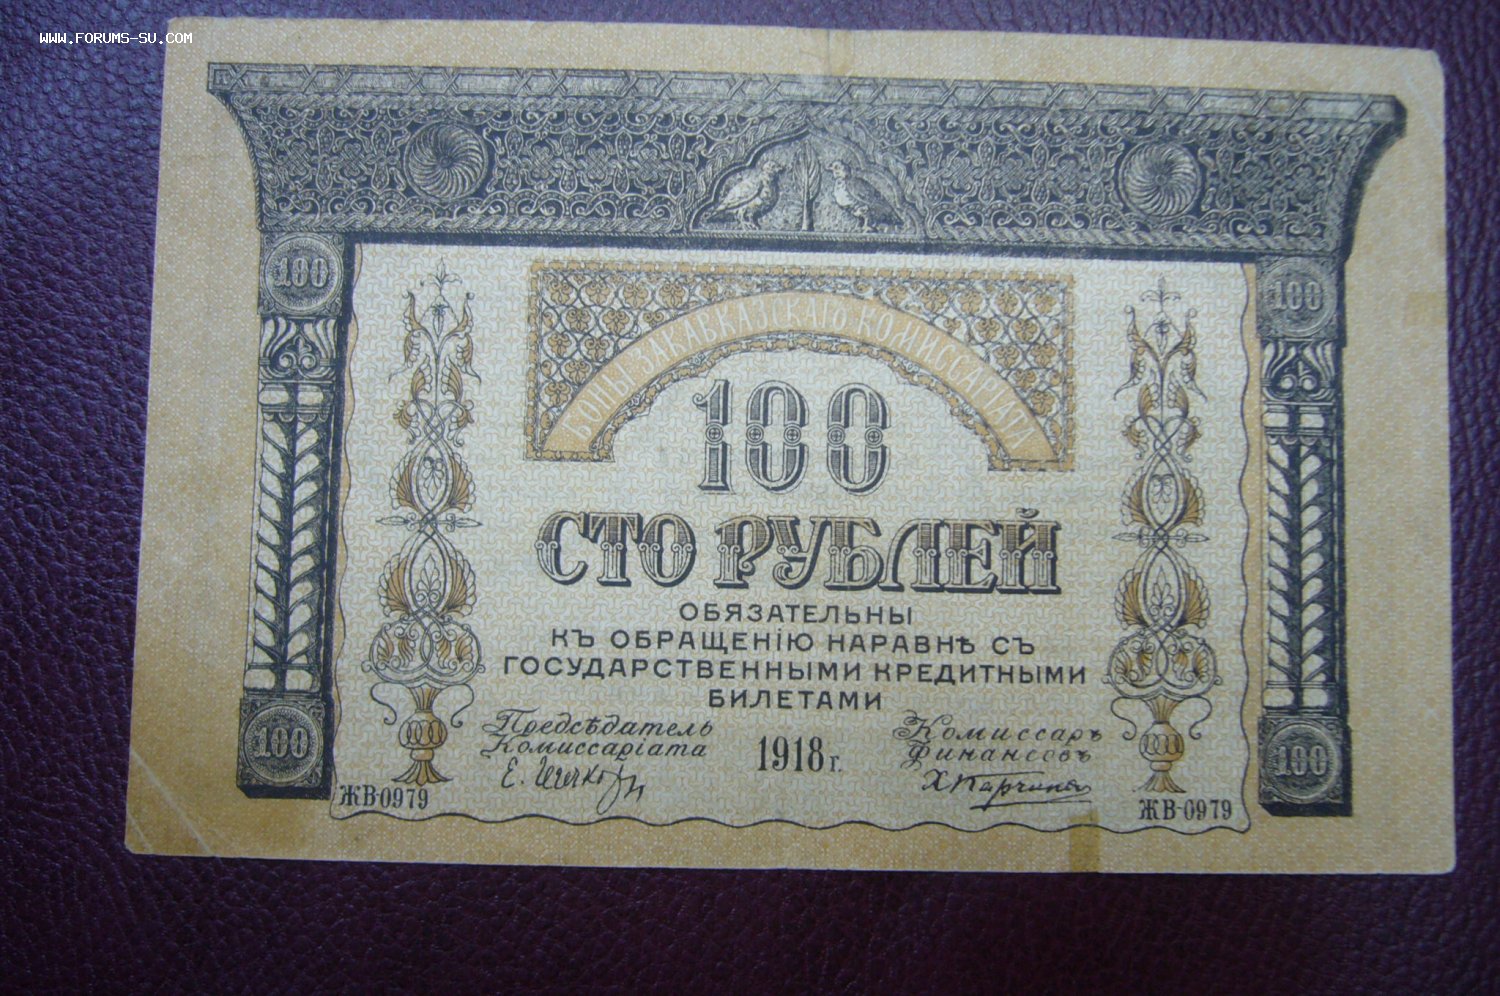 WWW.FORUMS-SU.COM
100 100
БОНЫ ЗАКАВКАЗСКАГО КОМИССАРІАТА
100
СТО РУБЛЕЙ
ОБЯЗАТЕЛЬНЫ
КЪ ОБРАЩЕНІЮ НАРАВНѢ СЪ
ГОСУДАРСТВЕННЫМИ КРЕДИТНЫМИ
БИЛЕТАМИ
Предсѣдатель
Комиссаріата
Е.
1918 г.
Комиссаръ
Финансовъ
100 100
ЖВ-0979 ЖВ-0979